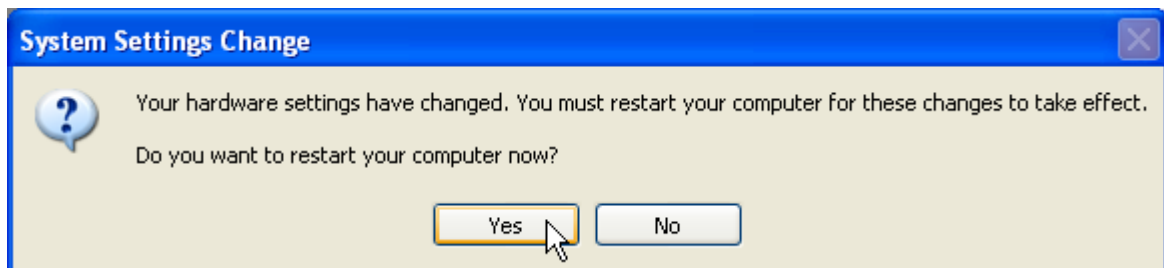 System Settings Change
Your hardware settings have changed. You must restart your computer for these changes to take effect.
Do you want to restart your computer now?
Yes
No